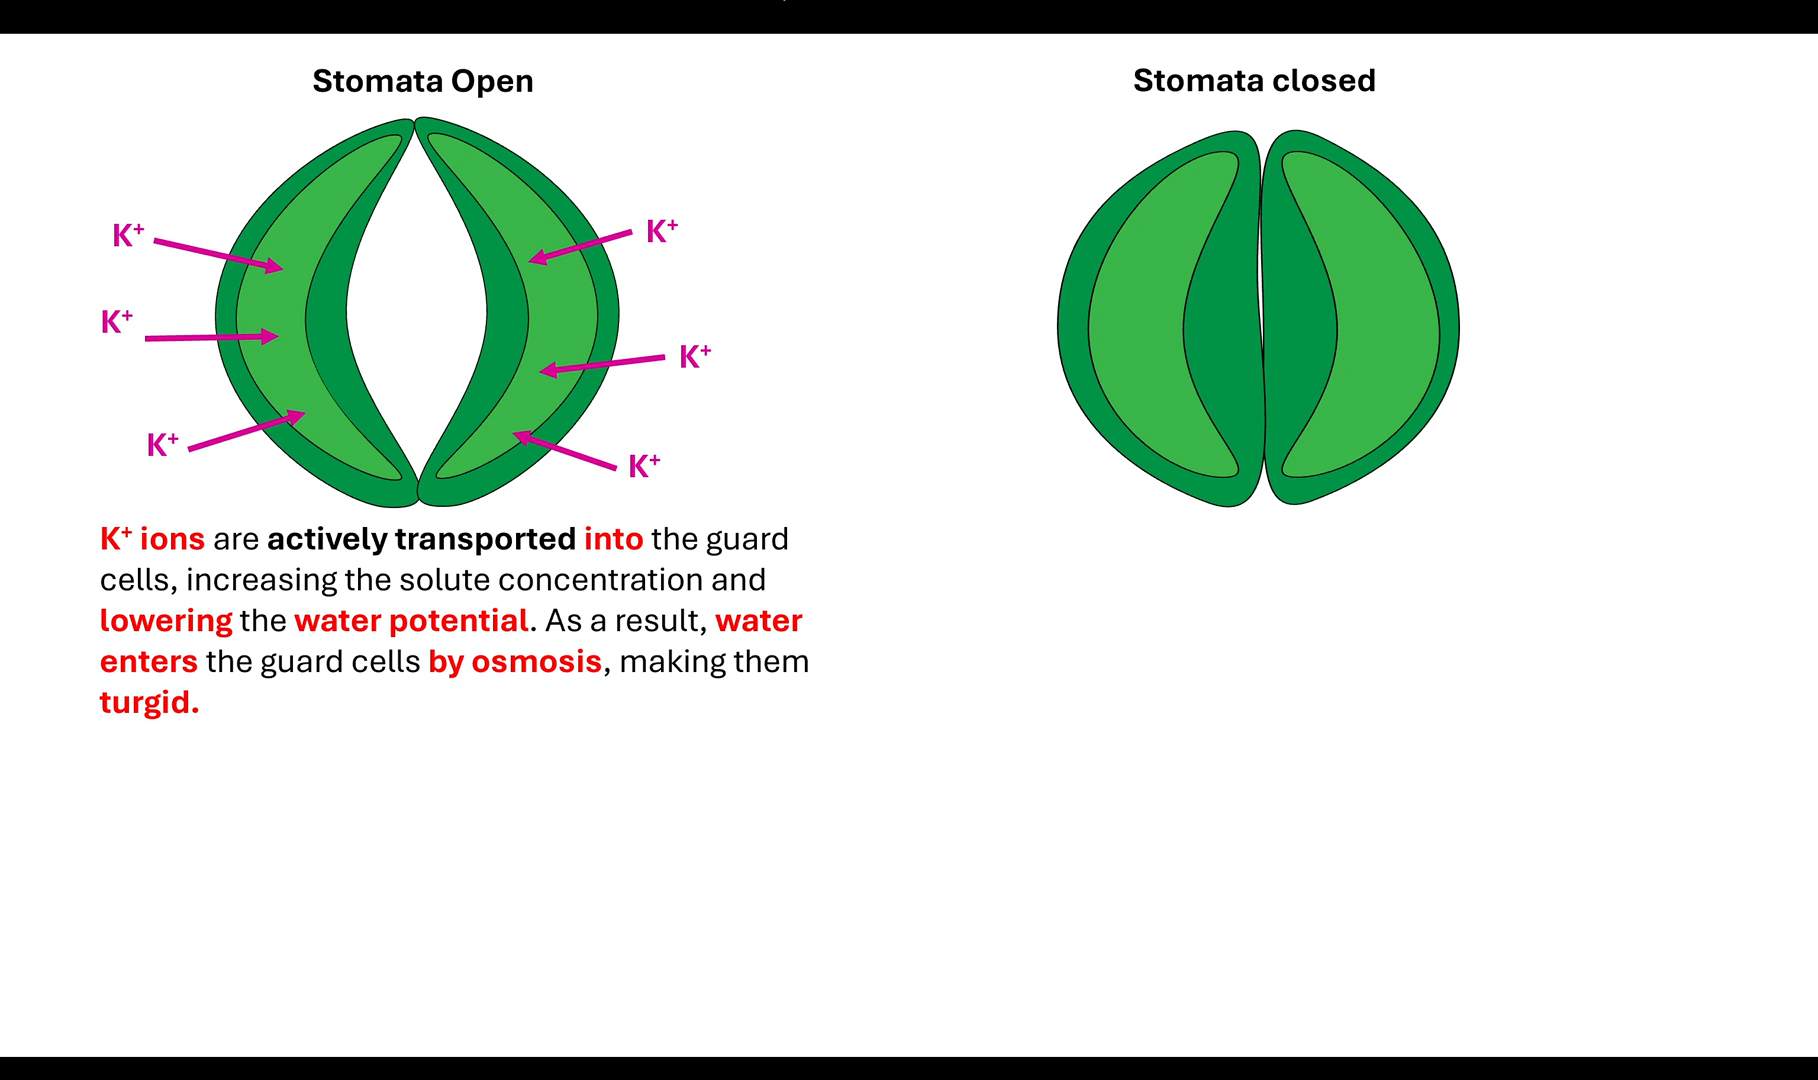 Stomata Open
Stomata closed
K⁺
K⁺
K⁺
K⁺
K⁺
K⁺
K⁺ ions are actively transported into the guard
cells, increasing the solute concentration and
lowering the water potential. As a result, water
enters the guard cells by osmosis, making them
turgid.